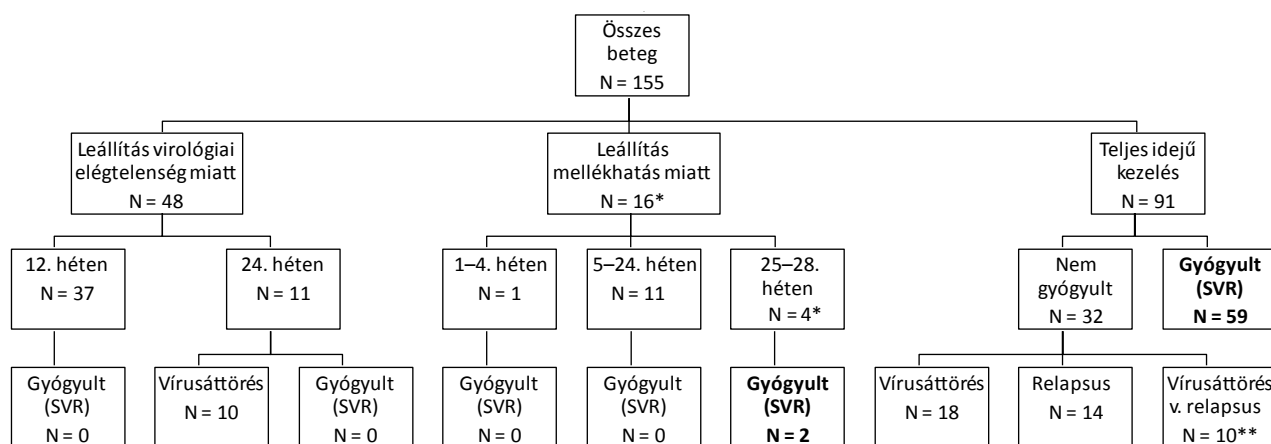 Összes
beteg
N = 155
Leállítás virológiai
elégtelenség miatt
N = 48
Leállítás
mellékhatás miatt
N = 16*
Teljes idejű
kezelés
N = 91
12. héten
N = 37
24. héten
N = 11
1–4. héten
N = 1
5–24. héten
N = 11
25–28.
héten
N = 4*
Nem
gyógyult
N = 32
Gyógyult
(SVR)
N = 59
Gyógyult
(SVR)
N = 0
Vírusáttörés
N = 10
Gyógyult
(SVR)
N = 0
Gyógyult
(SVR)
N = 0
Gyógyult
(SVR)
N = 0
Gyógyult
(SVR)
N = 2
Vírusáttörés
N = 18
Relapsus
N = 14
Vírusáttörés
v. relapsus
N = 10**